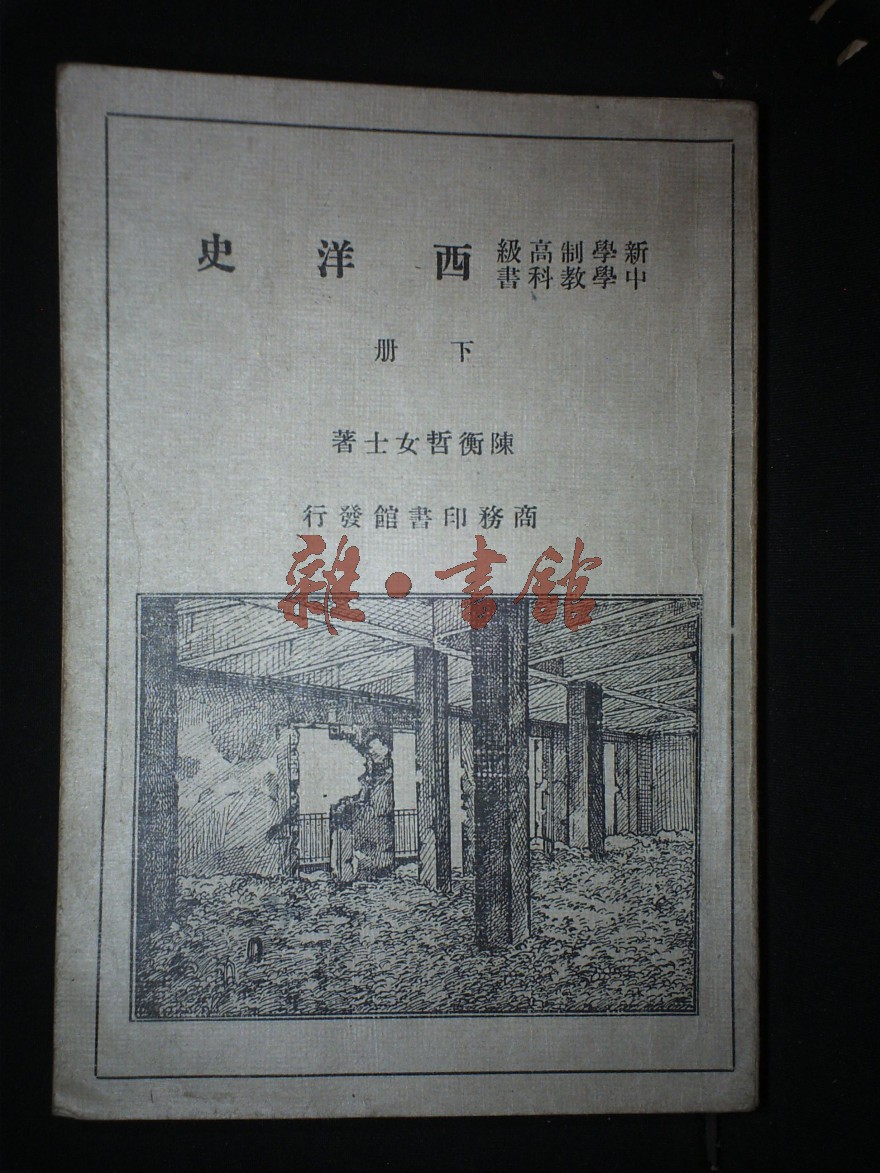 新學制高級
中學教科書
西洋史
下册
陳衡哲女士著
商務印書館發行
雜·書館